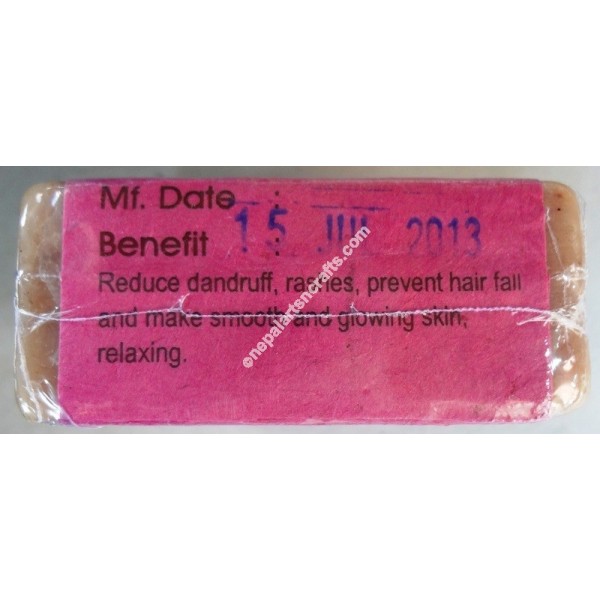 Mf. Date :
15 JUL 2013
Benefit :
Reduce dandruff, rashes, prevent hair fall
and make smooth and glowing skin,
relaxing.
©nepalartsncrafts.com